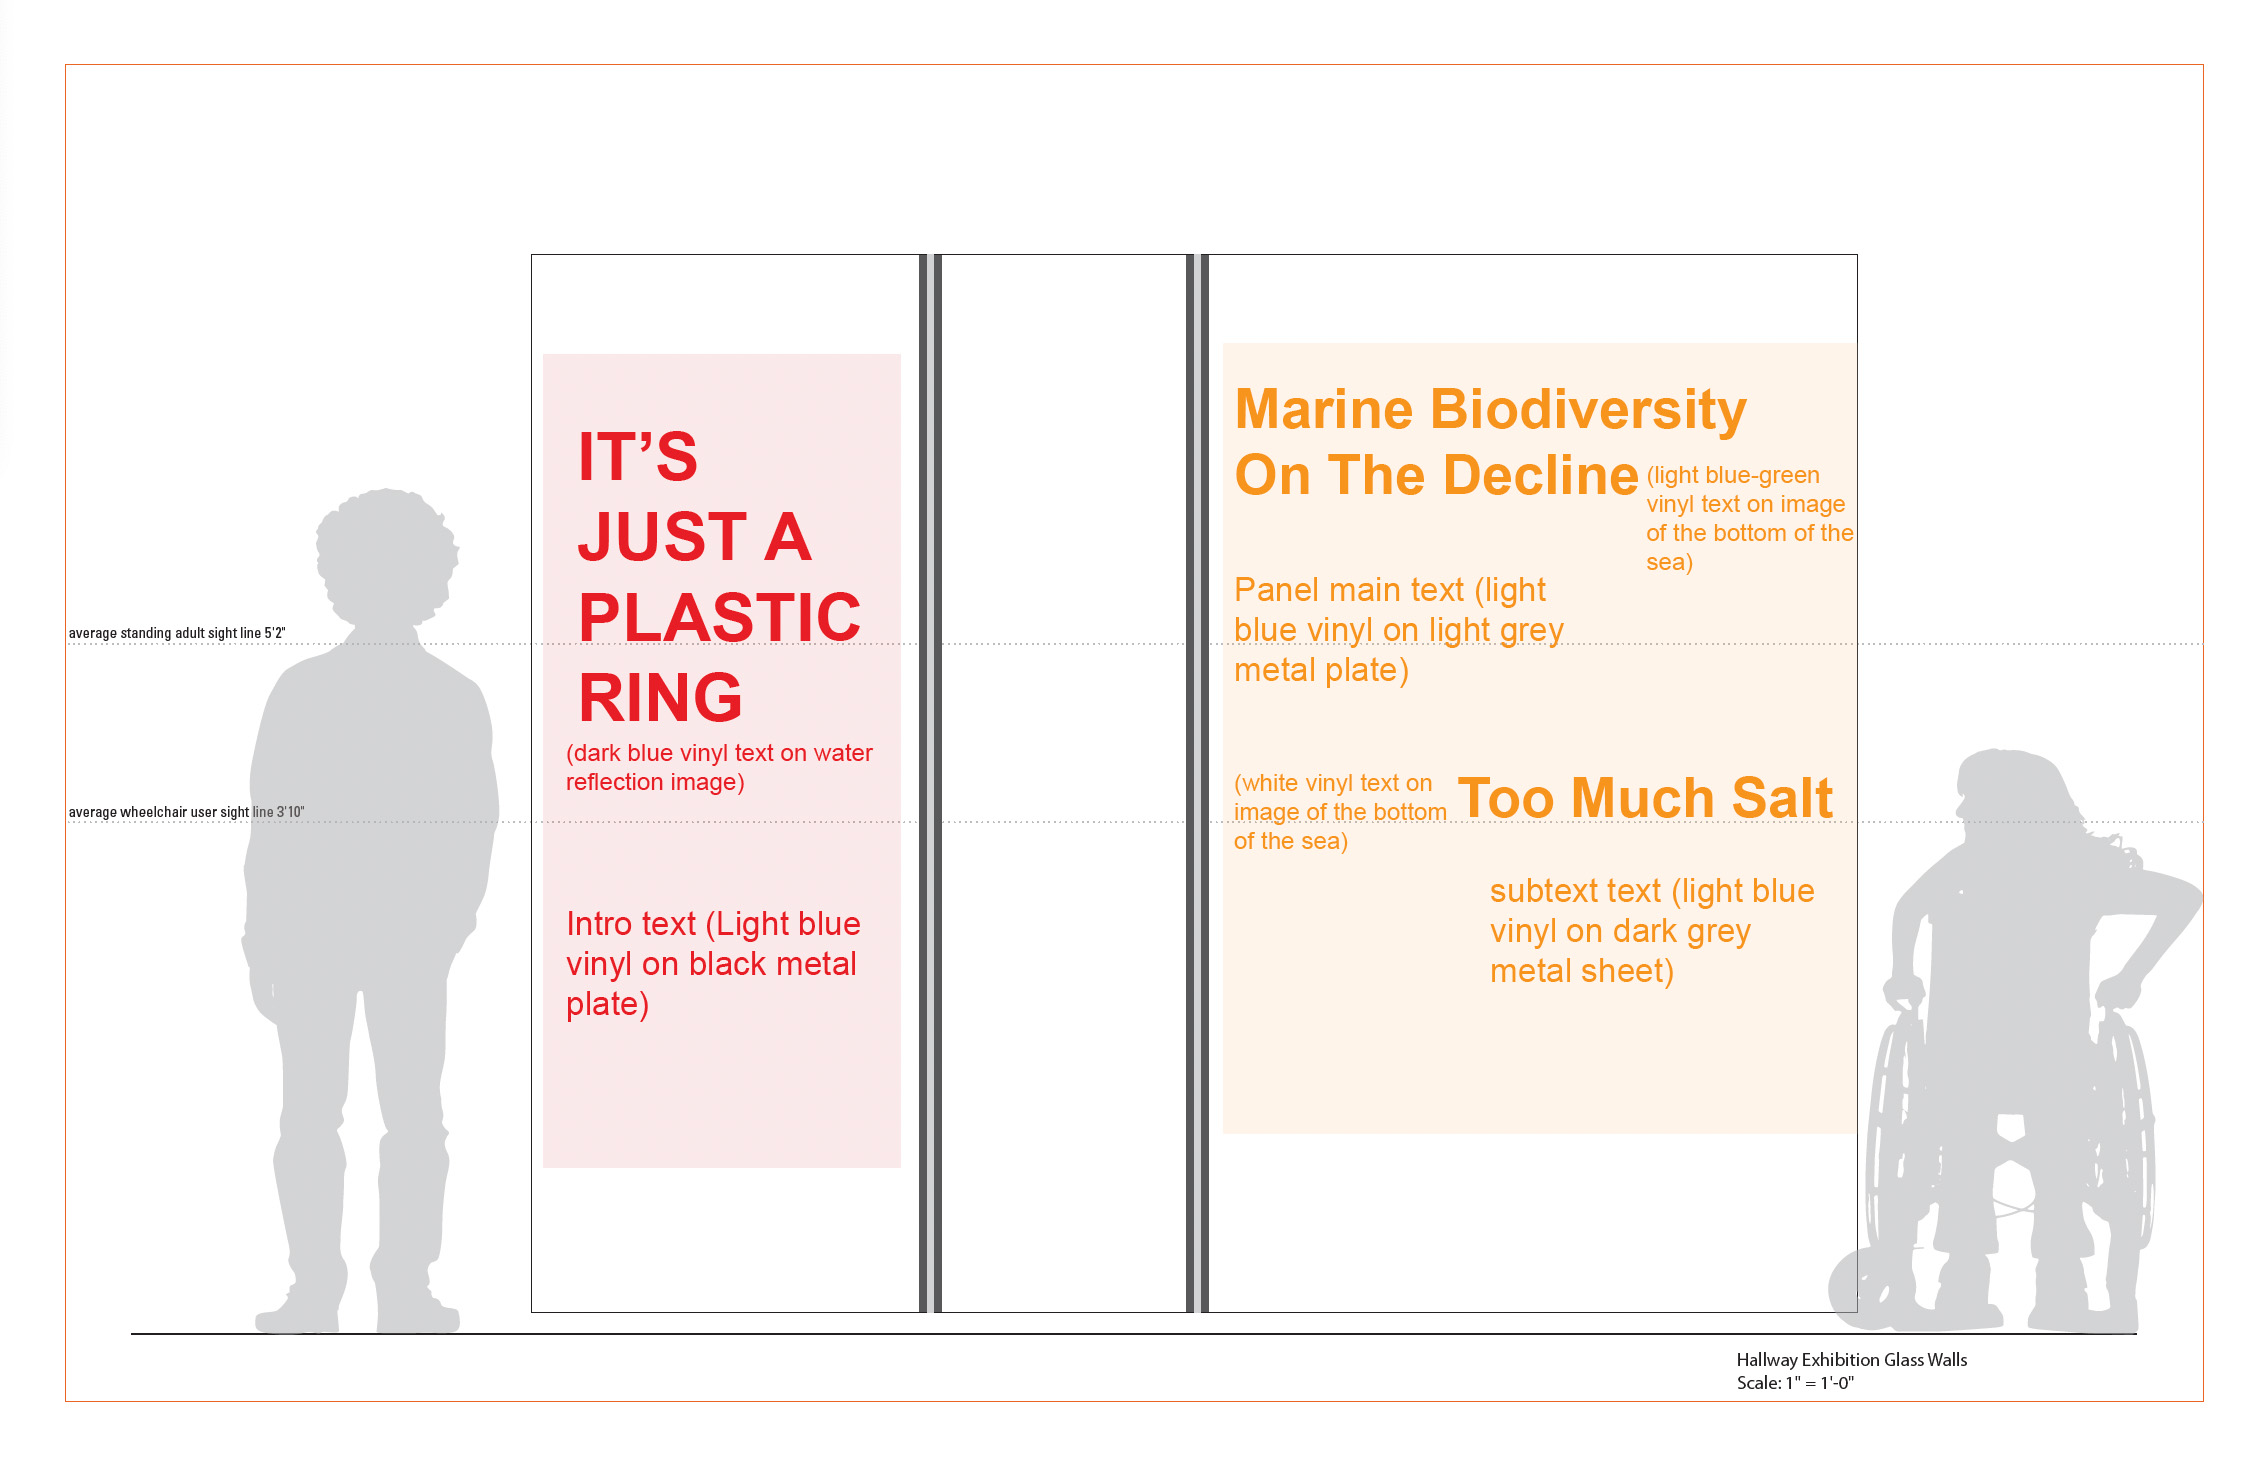 average standing adult sight line 5'2"
average wheelchair user sight line 3'10"
IT’S
JUST A
PLASTIC
RING
(dark blue vinyl text on water
reflection image)
Intro text (Light blue
vinyl on black metal
plate)
Marine Biodiversity
On The Decline
(light blue-green
vinyl text on image
of the bottom of the
sea)
Panel main text (light
blue vinyl on light grey
metal plate)
(white vinyl text on
image of the bottom
of the sea)
Too Much Salt
subtext text (light blue
vinyl on dark grey
metal sheet)
Hallway Exhibition Glass Walls
Scale: 1" = 1'-0"